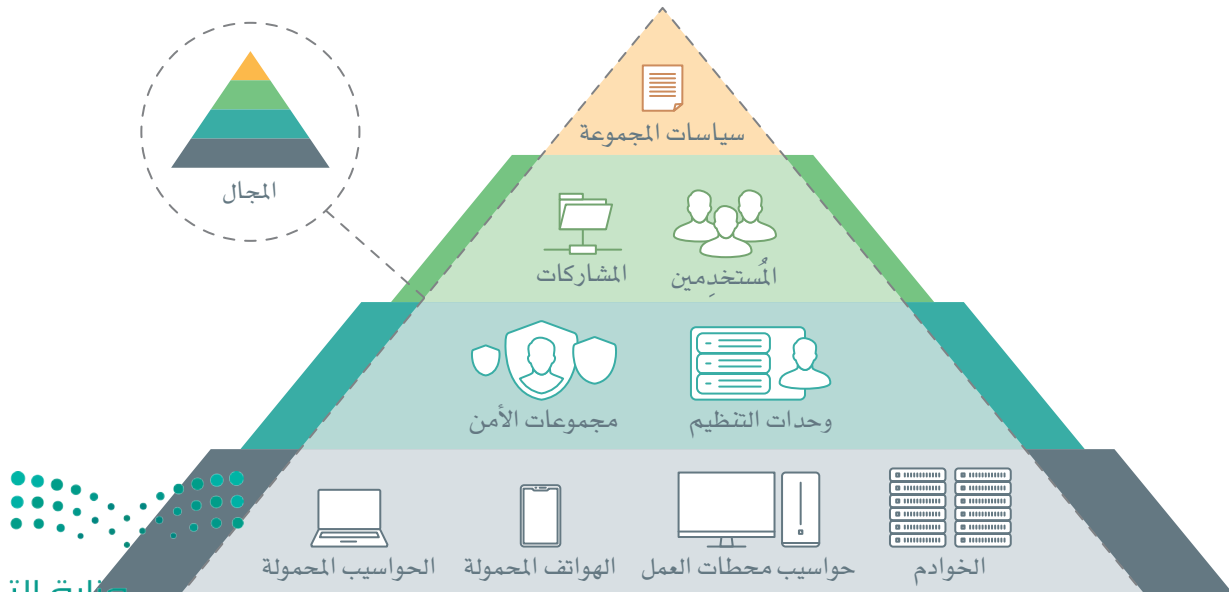 سياسات المجموعة
المجال
المُستخدِمين
المشاركات
وحدات التنظيم
مجموعات الأمن
الخوادم
حواسيب محطات العمل
الهواتف المحمولة
الحواسيب المحمولة